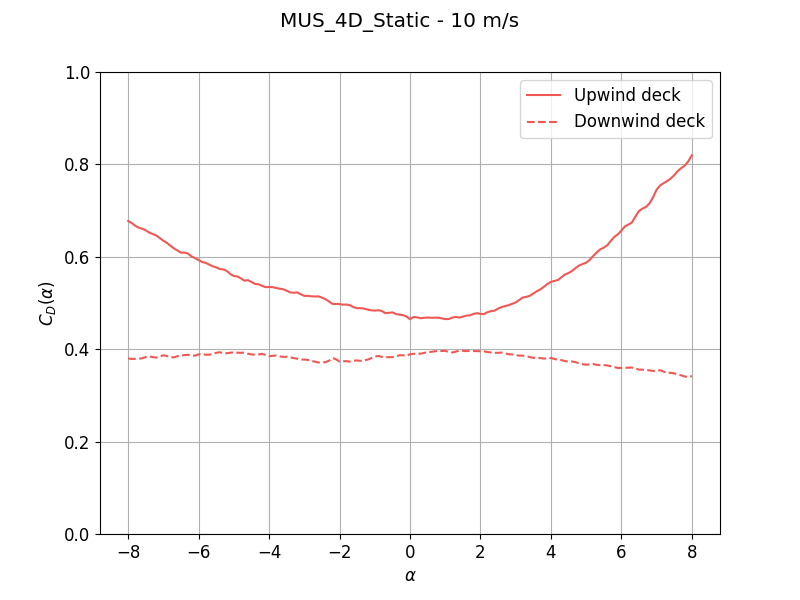 MUS_4D_Static - 10 m/s
Upwind deck
Downwind deck
1.0
0.8
0.6
0.4
0.2
0.0
C_D(α)
−8 −6 −4 −2 0 2 4 6 8
α